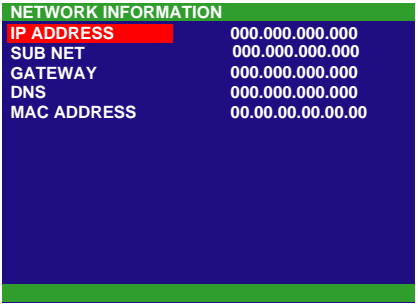 NETWORK INFORMATION
IP ADDRESS 000.000.000.000
SUB NET 000.000.000.000
GATEWAY 000.000.000.000
DNS 000.000.000.000
MAC ADDRESS 00.00.00.00.00.00